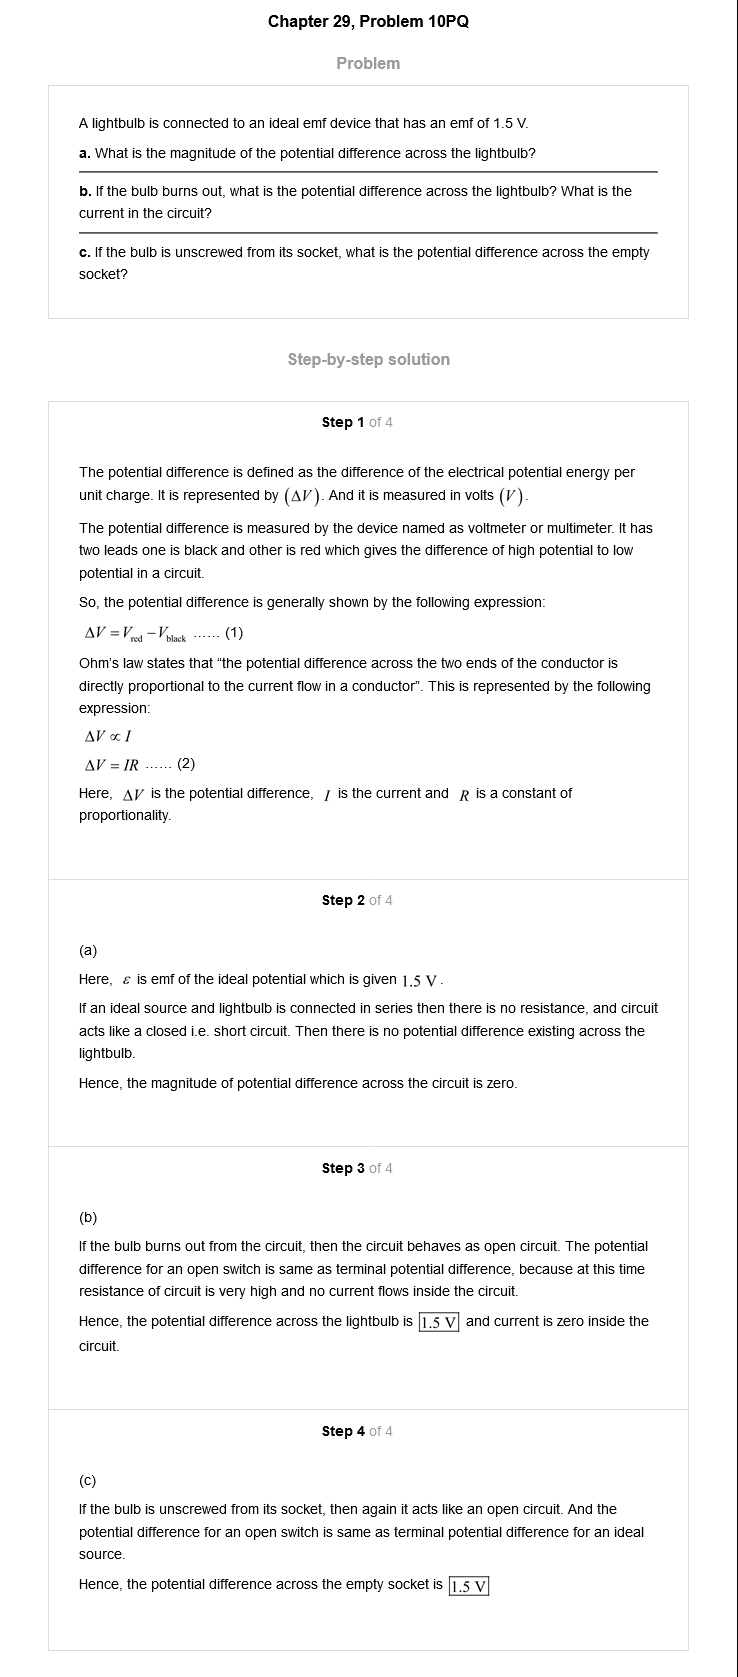 Chapter 29, Problem 10PQ
Problem
A lightbulb is connected to an ideal emf device that has an emf of 1.5 V.
a. What is the magnitude of the potential difference across the lightbulb?
b. If the bulb burns out, what is the potential difference across the lightbulb? What is the
current in the circuit?
c. If the bulb is unscrewed from its socket, what is the potential difference across the empty
socket?
Step-by-step solution
Step 1 of 4
The potential difference is defined as the difference of the electrical potential energy per
unit charge. It is represented by (ΔV). And it is measured in volts (V).
The potential difference is measured by the device named as voltmeter or multimeter. It has
two leads one is black and other is red which gives the difference of high potential to low
potential in a circuit.
So, the potential difference is generally shown by the following expression:
ΔV = V_red − V_black ...... (1)
Ohm's law states that “the potential difference across the two ends of the conductor is
directly proportional to the current flow in a conductor”. This is represented by the following
expression:
ΔV ∝ I
ΔV = IR ...... (2)
Here, ΔV is the potential difference, I is the current and R is a constant of
proportionality.
Step 2 of 4
(a)
Here, ε is emf of the ideal potential which is given 1.5 V.
If an ideal source and lightbulb is connected in series then there is no resistance, and circuit
acts like a closed i.e. short circuit. Then there is no potential difference existing across the
lightbulb.
Hence, the magnitude of potential difference across the circuit is zero.
Step 3 of 4
(b)
If the bulb burns out from the circuit, then the circuit behaves as open circuit. The potential
difference for an open switch is same as terminal potential difference, because at this time
resistance of circuit is very high and no current flows inside the circuit.
Hence, the potential difference across the lightbulb is 1.5 V and current is zero inside the
circuit.
Step 4 of 4
(c)
If the bulb is unscrewed from its socket, then again it acts like an open circuit. And the
potential difference for an open switch is same as terminal potential difference for an ideal
source.
Hence, the potential difference across the empty socket is 1.5 V